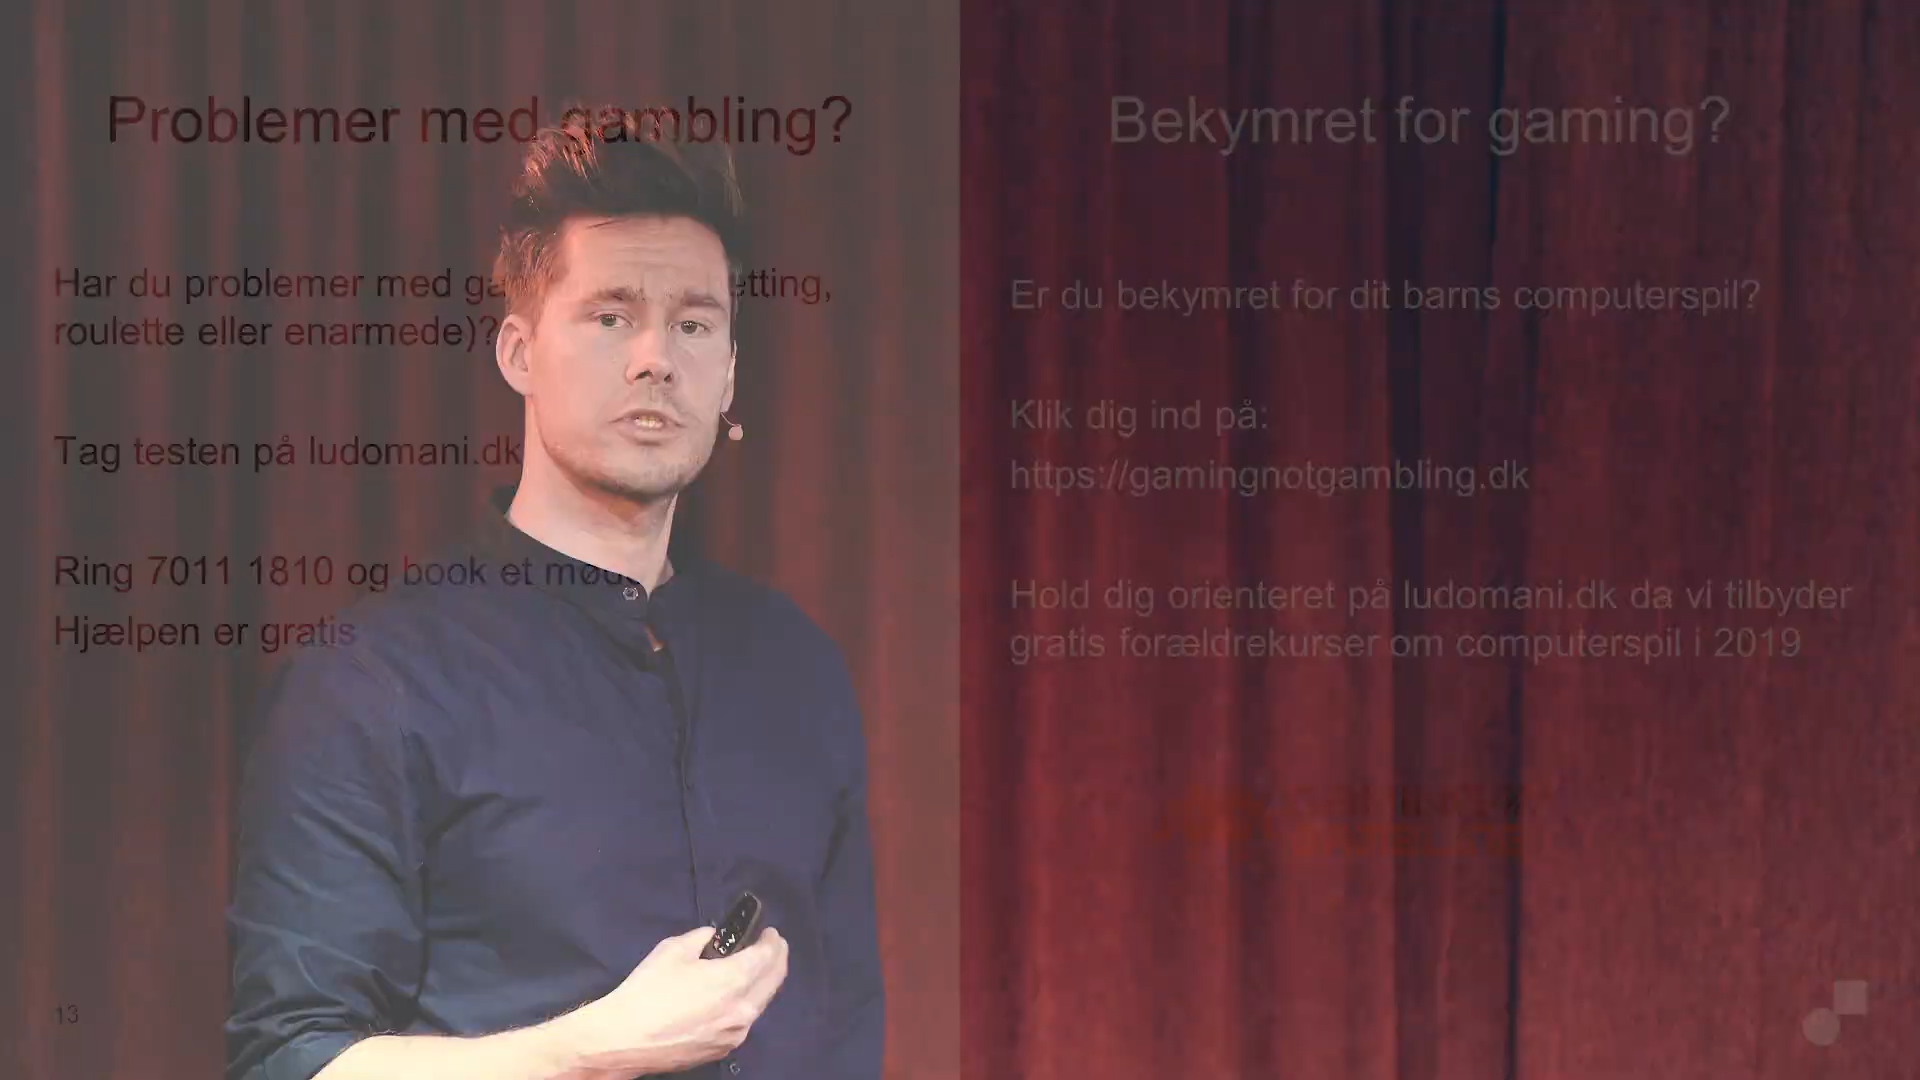 Problemer med gambling?
Har du problemer med etting,
roulette eller enarmede)?
Tag testen på ludomani.dk
Ring 7011 1810 og book et møde
Hjælpen er gratis
13
Bekymret for gaming?
Er du bekymret for dit barns computerspil?
Klik dig ind på:
https://gamingnotgambling.dk
Hold dig orienteret på ludomani.dk da vi tilbyder
gratis forældrekurser om computerspil i 2019